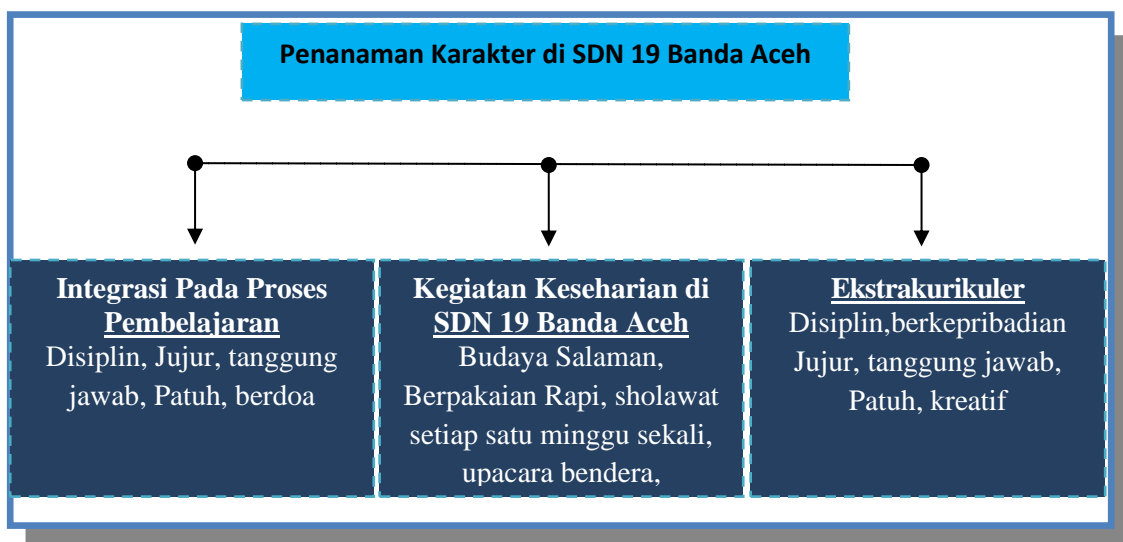 Penanaman Karakter di SDN 19 Banda Aceh
Integrasi Pada Proses
Pembelajaran
Disiplin, Jujur, tanggung
jawab, Patuh, berdoa
Kegiatan Keseharian di
SDN 19 Banda Aceh
Budaya Salaman,
Berpakaian Rapi, sholawat
setiap satu minggu sekali,
upacara bendera,
Ekstrakurikuler
Disiplin,berkepribadian
Jujur, tanggung jawab,
Patuh, kreatif